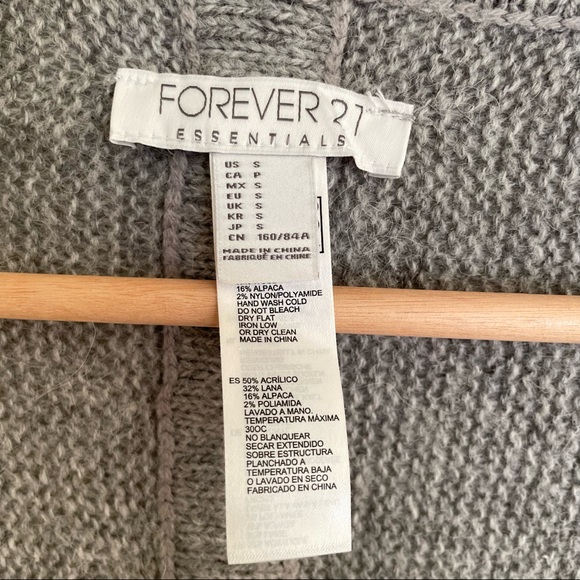 FOREVER 21
ESSENTIALS
US S
CA P
MX S
EU S
UK S
KR S
JP S
CN 160/84A
MADE IN CHINA
FABRIQUÉ EN CHINE
16% ALPACA
2% NYLON/POLYAMIDE
HAND WASH COLD
DO NOT BLEACH
DRY FLAT
IRON LOW
OR DRY CLEAN
MADE IN CHINA
ES 50% ACRÍLICO
32% LANA
16% ALPACA
2% POLIAMIDA
LAVADO A MANO.
TEMPERATURA MÁXIMA
30OC
NO BLANQUEAR
SECAR EXTENDIDO
SOBRE ESTRUCTURA
PLANCHADO A
TEMPERATURA BAJA
O LAVADO EN SECO
FABRICADO EN CHINA